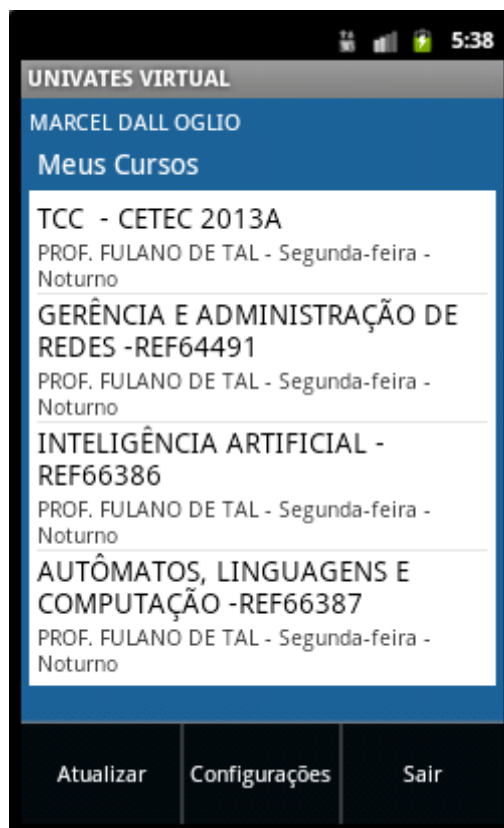 5:38
UNIVATES VIRTUAL
MARCEL DALL OGLIO
Meus Cursos
TCC - CETEC 2013A
PROF. FULANO DE TAL - Segunda-feira -
Noturno
GERÊNCIA E ADMINISTRAÇÃO DE
REDES -REF64491
PROF. FULANO DE TAL - Segunda-feira -
Noturno
INTELIGÊNCIA ARTIFICIAL -
REF66386
PROF. FULANO DE TAL - Segunda-feira -
Noturno
AUTÔMATOS, LINGUAGENS E
COMPUTAÇÃO -REF66387
PROF. FULANO DE TAL - Segunda-feira -
Noturno
Atualizar Configurações Sair